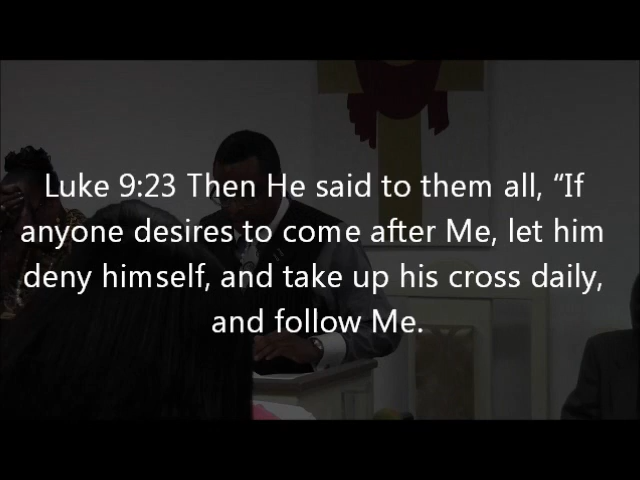 Luke 9:23 Then He said to them all, “If
anyone desires to come after Me, let him
deny himself, and take up his cross daily,
and follow Me.